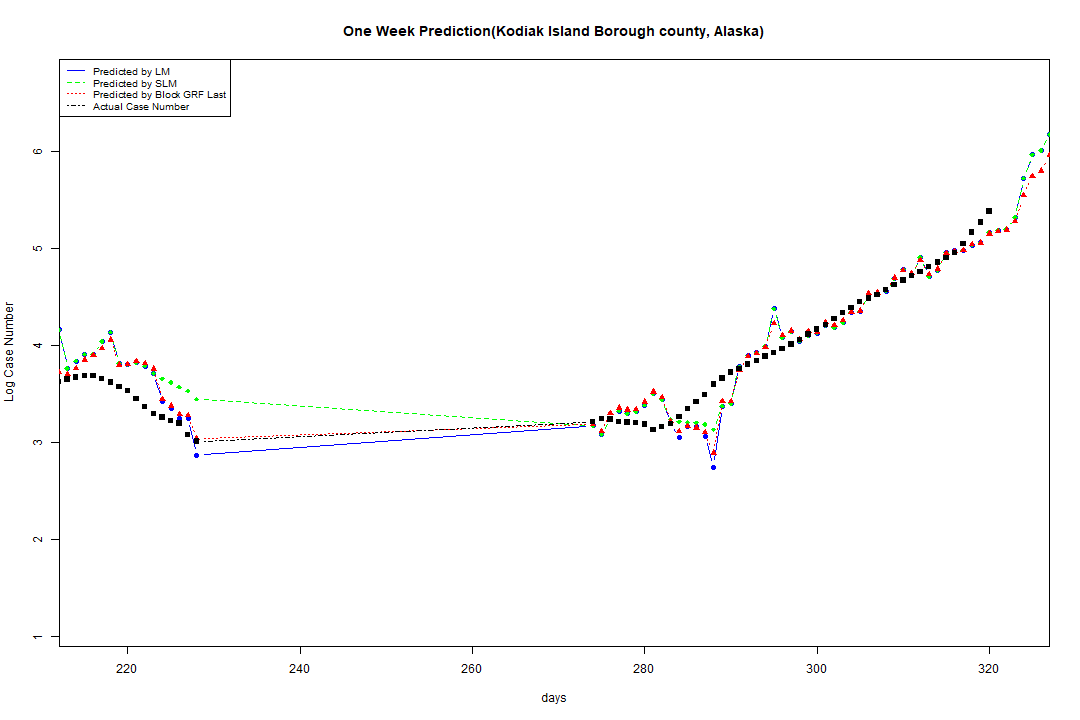 One Week Prediction(Kodiak Island Borough county, Alaska)
Predicted by LM
Predicted by SLM
Predicted by Block GRF Last
Actual Case Number
Log Case Number
6
5
4
3
2
1
220 240 260 280 300 320
days